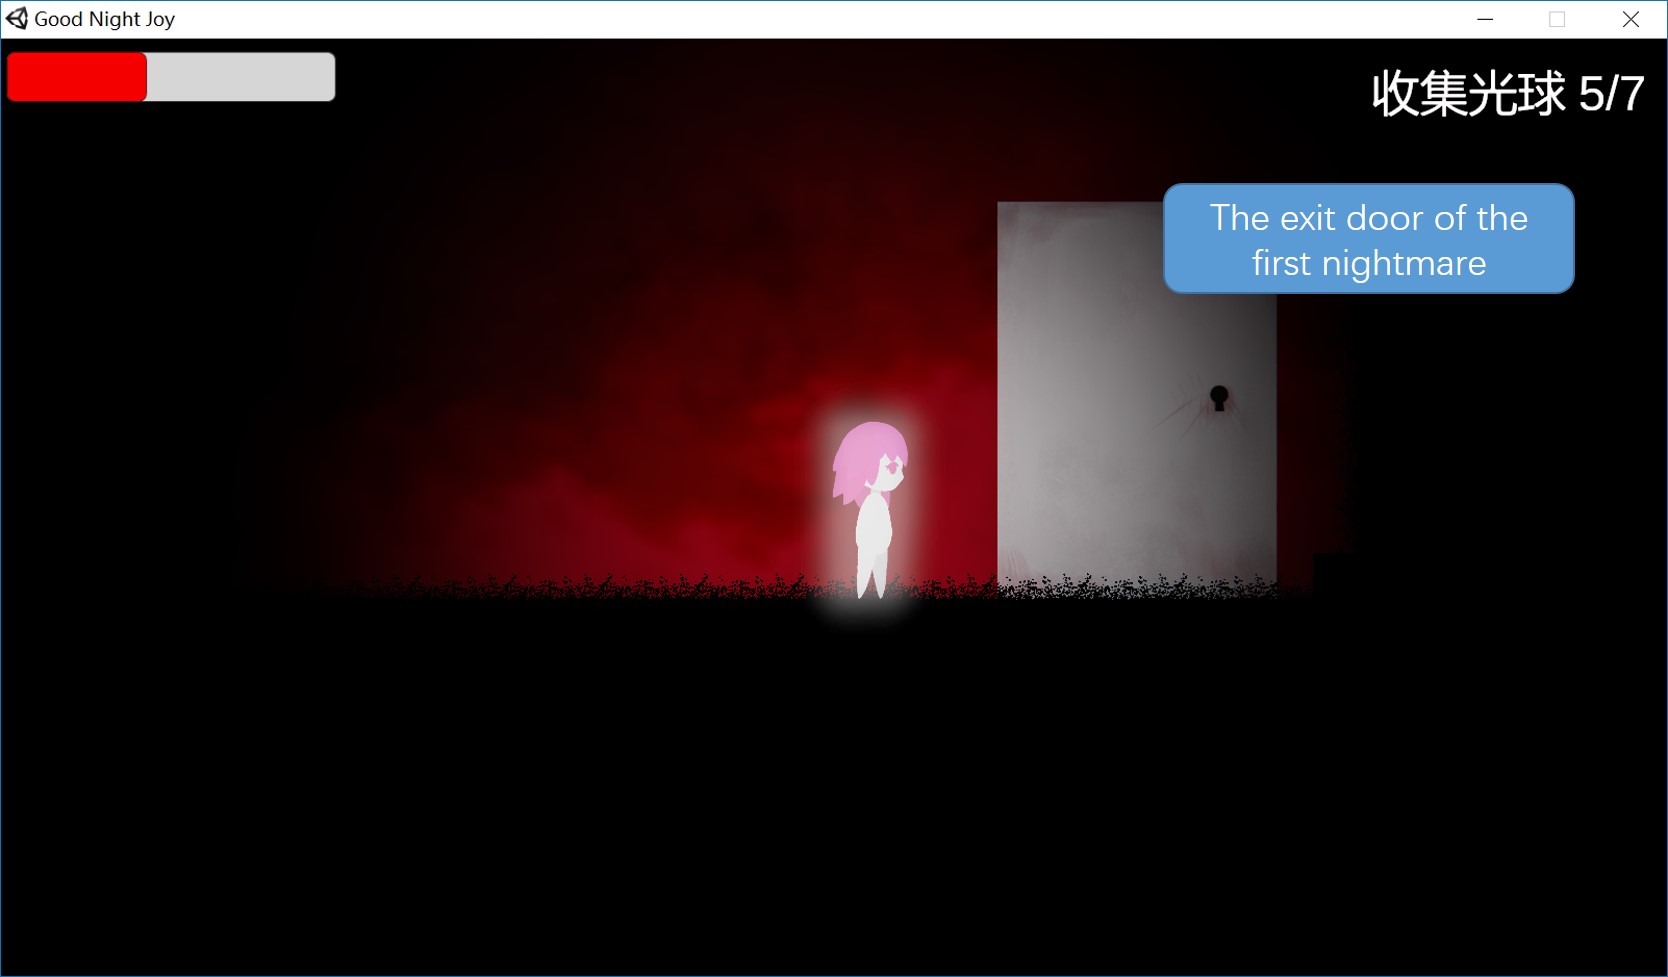 Good Night Joy
收集光球 5/7
The exit door of the
first nightmare